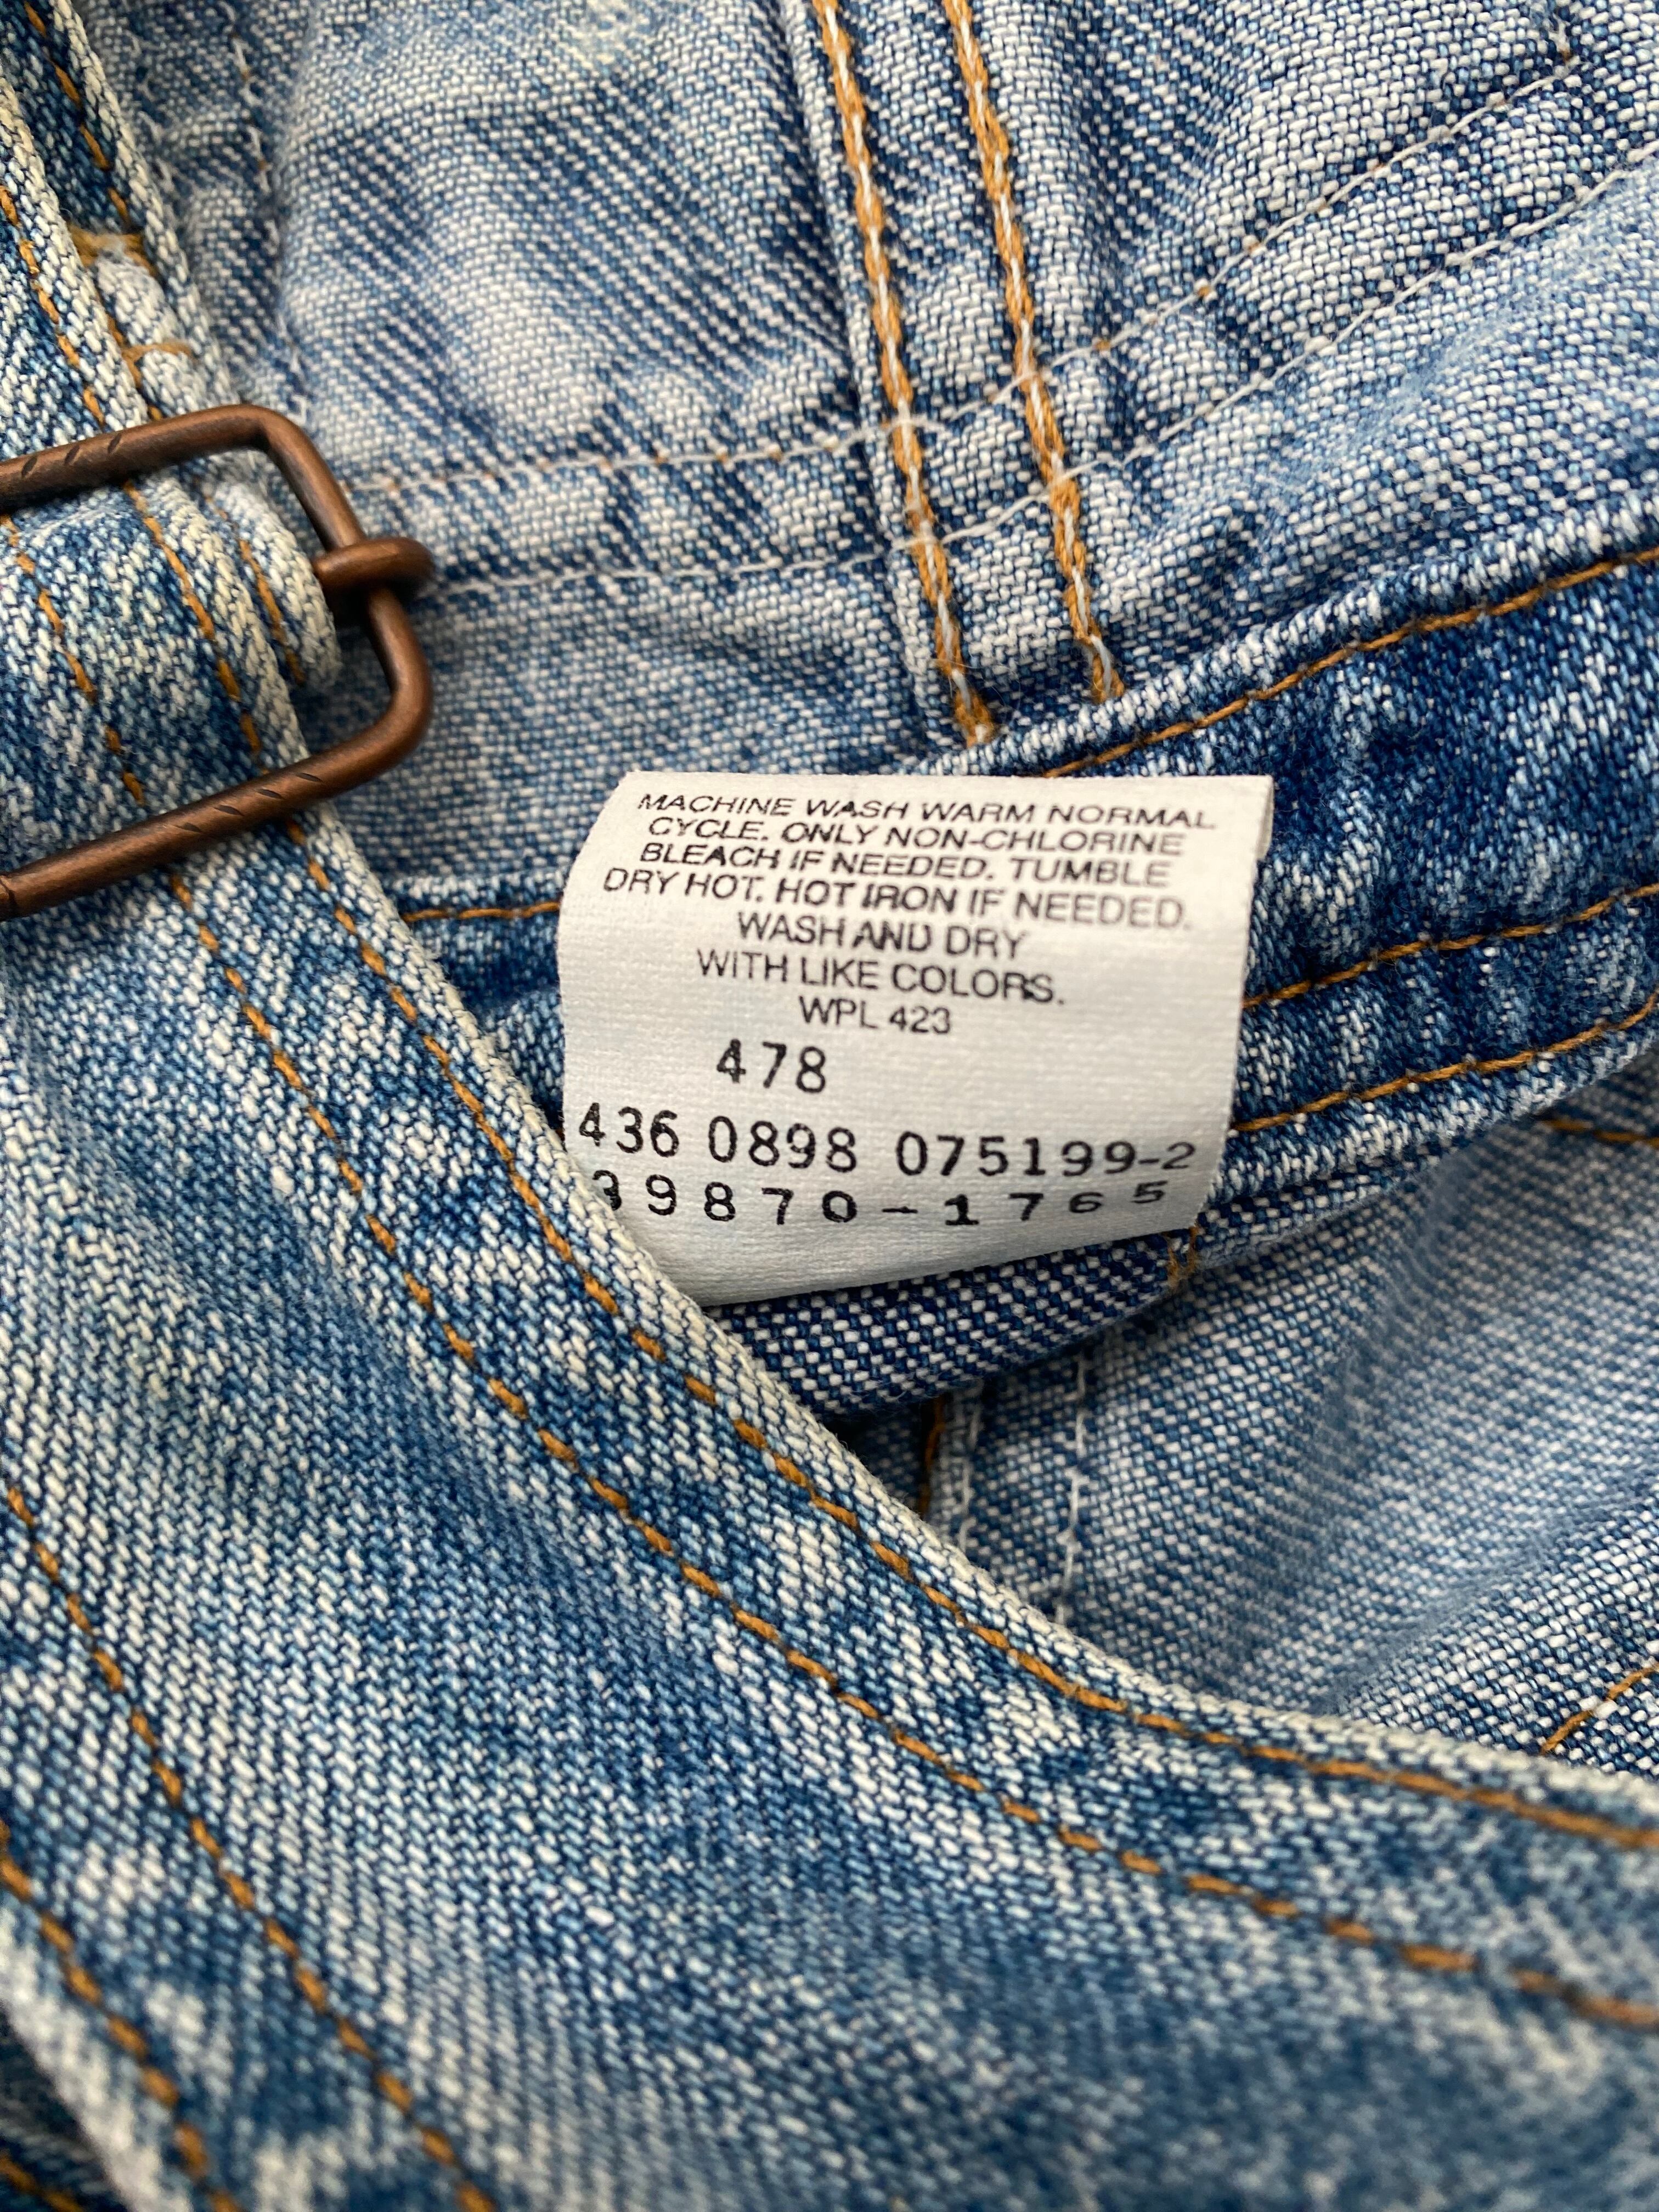 MACHINE WASH WARM NORMAL
CYCLE. ONLY NON-CHLORINE
BLEACH IF NEEDED. TUMBLE
DRY HOT. HOT IRON IF NEEDED.
WASH AND DRY
WITH LIKE COLORS.
WPL 423
478
436 0898 075199-2
39870-1765